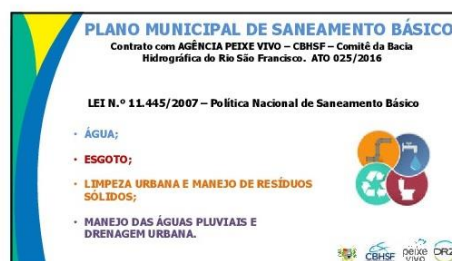 PLANO MUNICIPAL DE SANEAMENTO BÁSICO
Contrato com AGÊNCIA PEIXE VIVO – CBHSF – Comitê da Bacia
Hidrográfica do Rio São Francisco. ATO 025/2016
LEI N.º 11.445/2007 – Política Nacional de Saneamento Básico
• ÁGUA;
• ESGOTO;
• LIMPEZA URBANA E MANEJO DE RESÍDUOS
SÓLIDOS;
• MANEJO DAS ÁGUAS PLUVIAIS E
DRENAGEM URBANA.
CBHSF peixe vivo DRZ